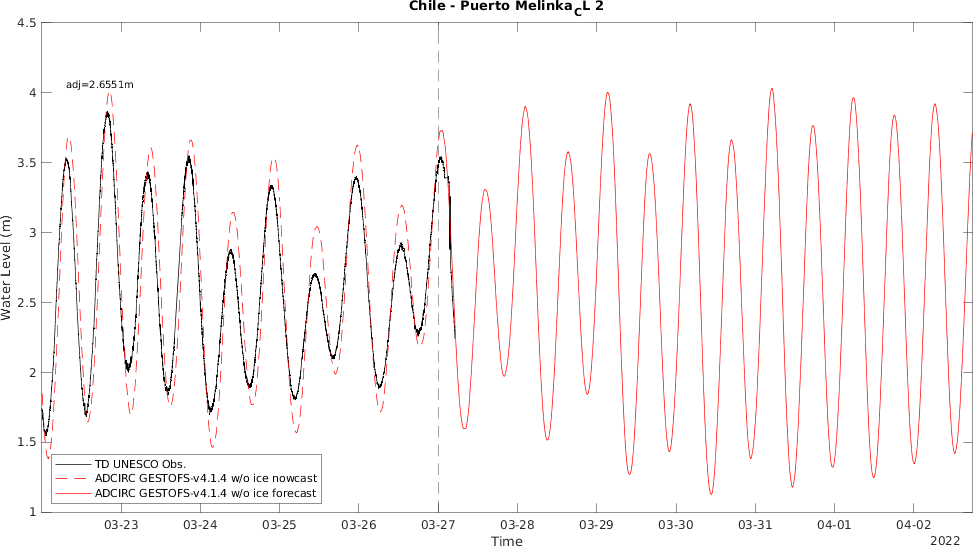 Chile - Puerto Melinka_CL 2
4.5
4
3.5
3
2.5
2
1.5
1
Water Level (m)
adj=2.6551m
TD UNESCO Obs.
ADCIRC GESTOFS-v4.1.4 w/o ice nowcast
ADCIRC GESTOFS-v4.1.4 w/o ice forecast
03-23 03-24 03-25 03-26 03-27 03-28 03-29 03-30 03-31 04-01 04-02
Time
2022